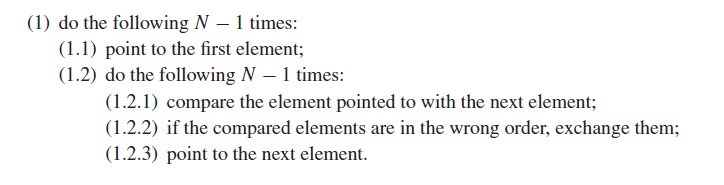 (1) do the following N – 1 times:
(1.1) point to the first element;
(1.2) do the following N – 1 times:
(1.2.1) compare the element pointed to with the next element;
(1.2.2) if the compared elements are in the wrong order, exchange them;
(1.2.3) point to the next element.